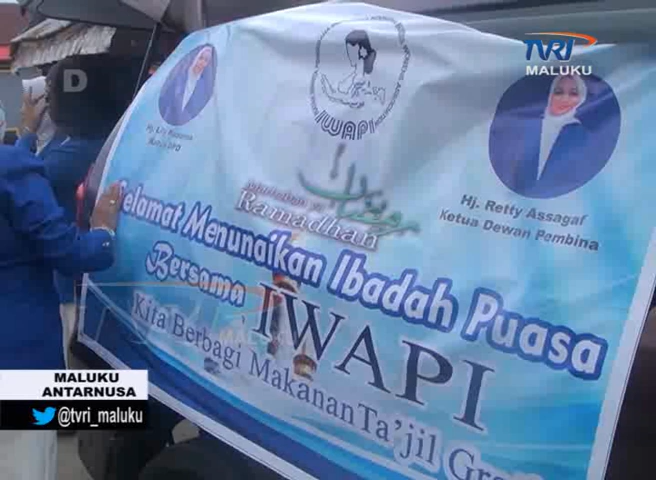 TVRI
MALUKU
D
IWAPI
Hj. Retty Assagaf
Ketua Dewan Pembina
Ramadhan
Selamat Menunaikan Ibadah Puasa
Bersama IWAPI
Kita Berbagi Makanan Ta'jil
MALUKU
ANTARNUSA
@tvri_maluku